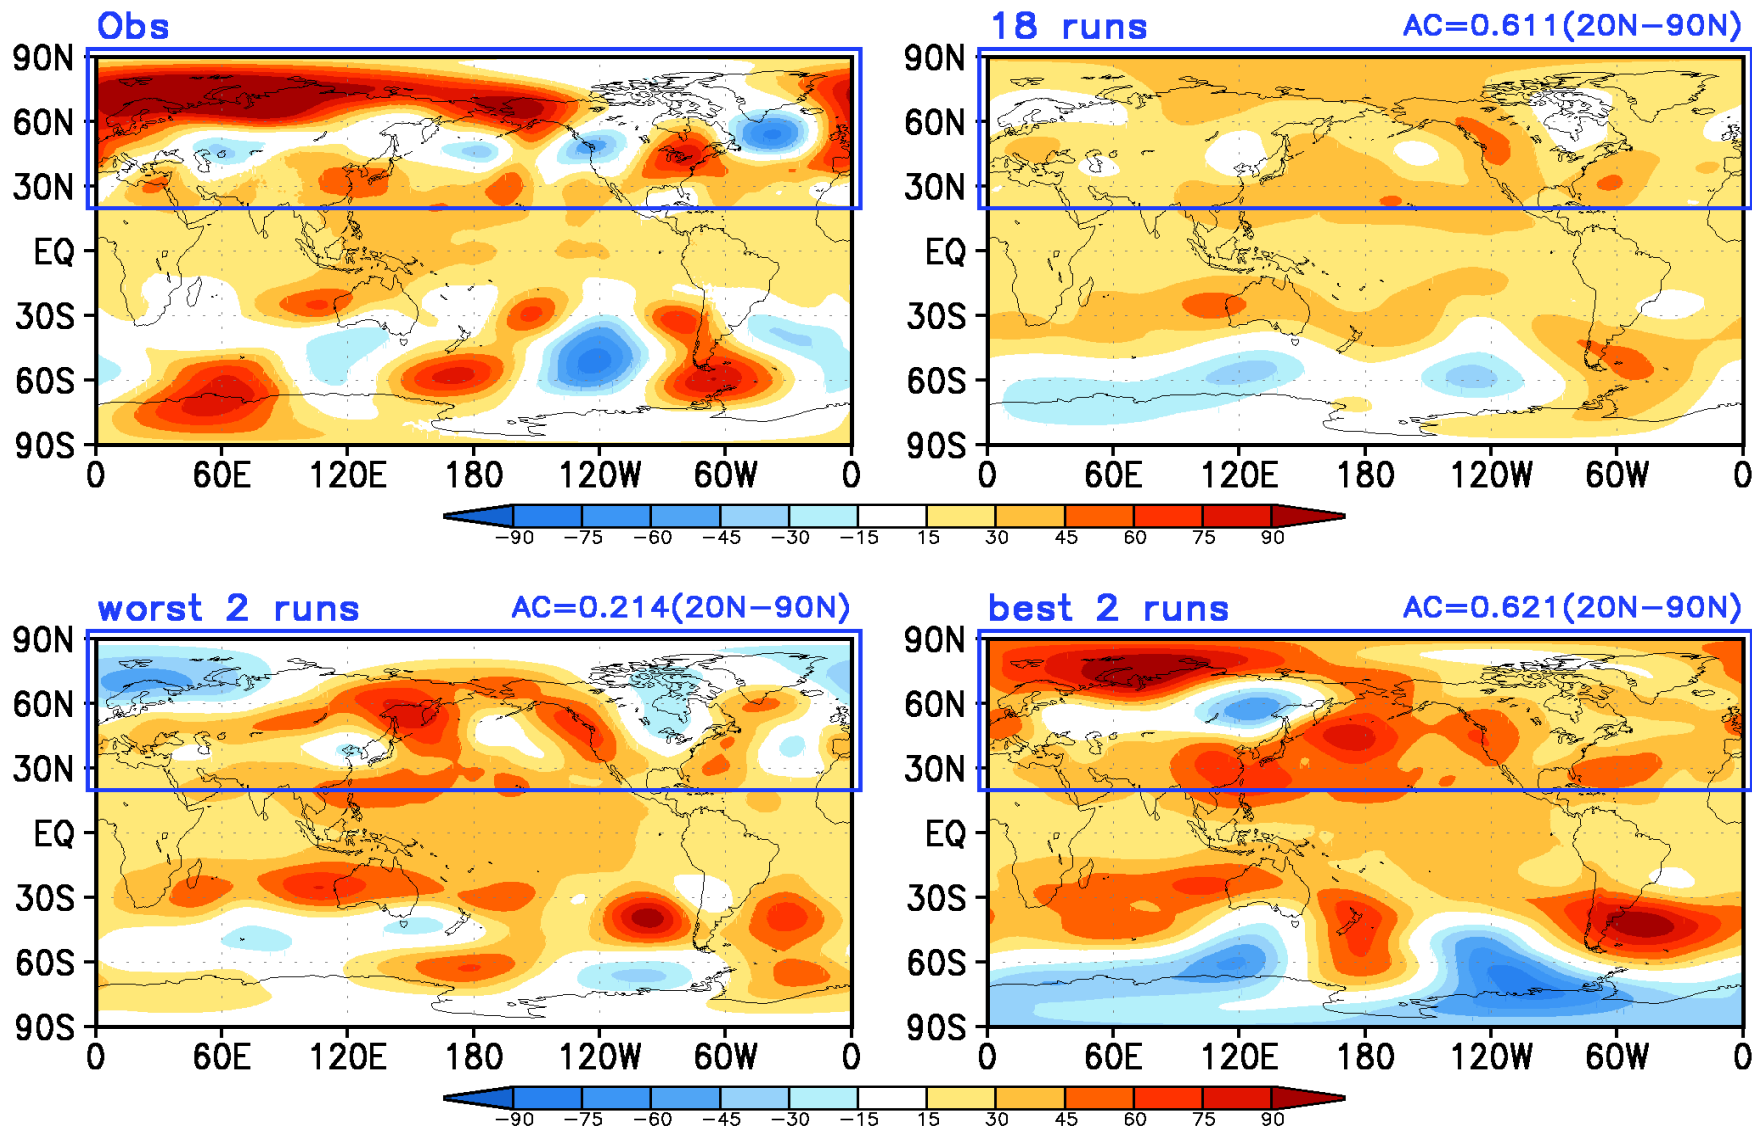 Obs
18 runs AC=0.611(20N−90N)
90N 90N
60N 60N
30N 30N
EQ EQ
30S 30S
60S 60S
90S 90S
0 60E 120E 180 120W 60W 0 0 60E 120E 180 120W 60W 0
−90 −75 −60 −45 −30 −15 15 30 45 60 75 90
worst 2 runs AC=0.214(20N−90N)
best 2 runs AC=0.621(20N−90N)
90N 90N
60N 60N
30N 30N
EQ EQ
30S 30S
60S 60S
90S 90S
0 60E 120E 180 120W 60W 0 0 60E 120E 180 120W 60W 0
−90 −75 −60 −45 −30 −15 15 30 45 60 75 90